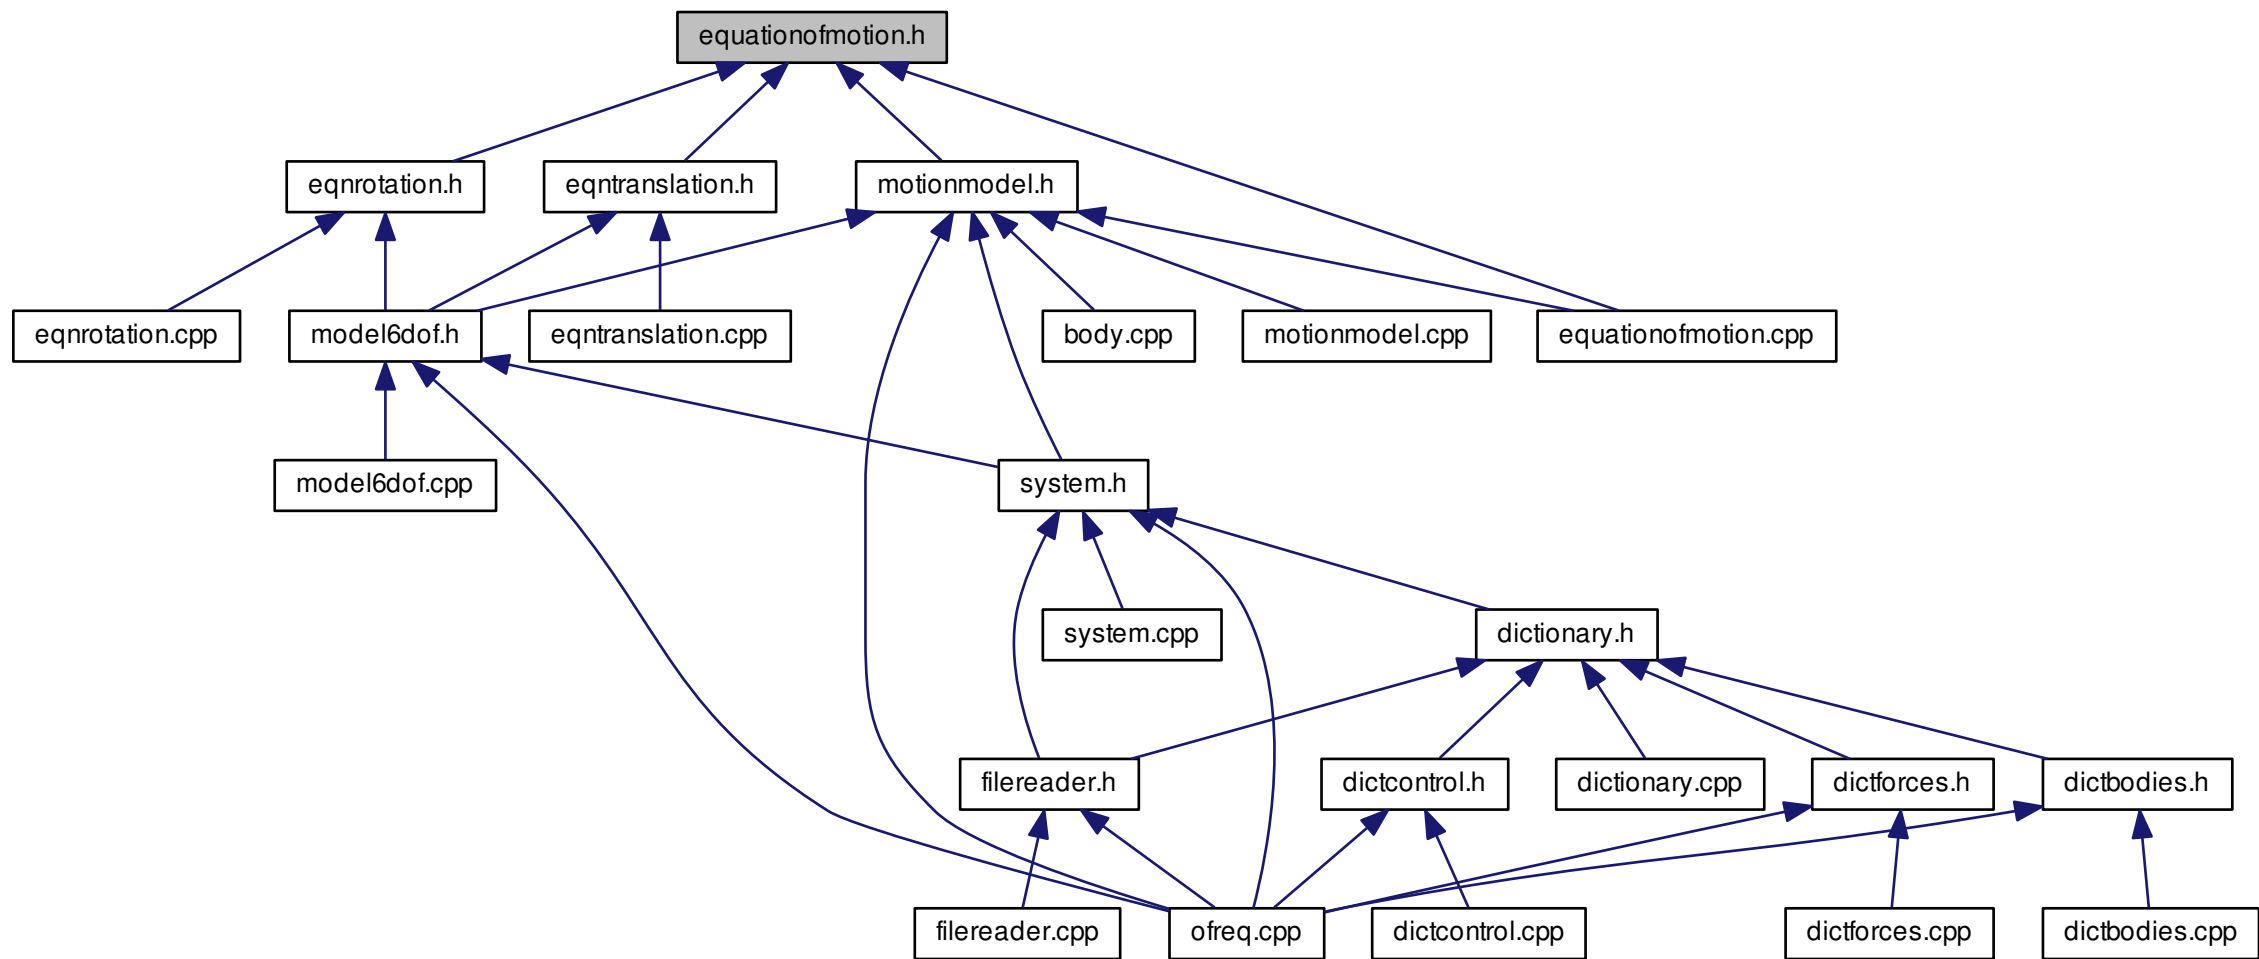 equationofmotion.h
eqnrotation.h
eqntranslation.h
motionmodel.h
eqnrotation.cpp
model6dof.h
eqntranslation.cpp
body.cpp
motionmodel.cpp
equationofmotion.cpp
model6dof.cpp
system.h
system.cpp
dictionary.h
filereader.h
dictcontrol.h
dictionary.cpp
dictforces.h
dictbodies.h
filereader.cpp
ofreq.cpp
dictcontrol.cpp
dictforces.cpp
dictbodies.cpp